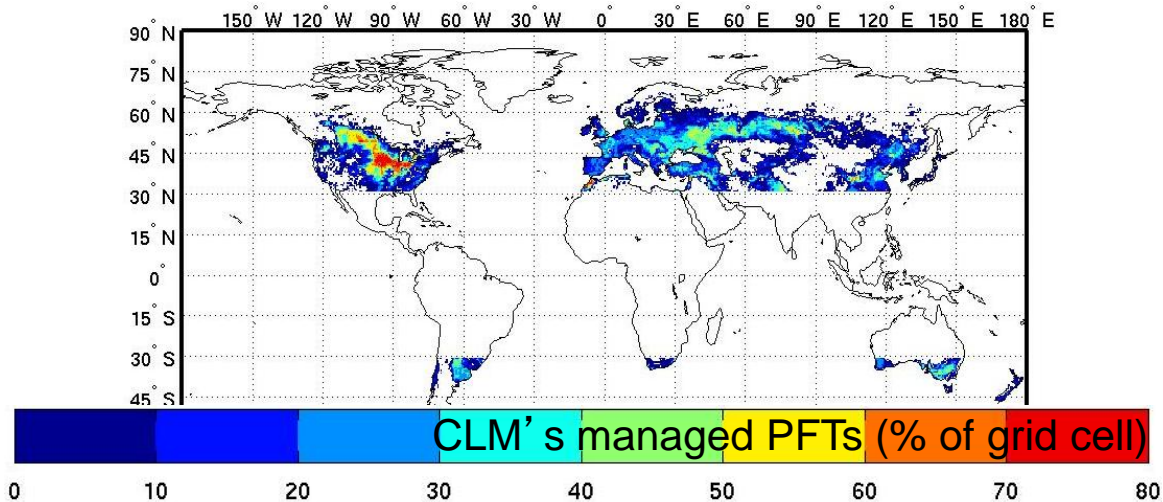 150° W 120° W 90° W 60° W 30° W 0° 30° E 60° E 90° E 120° E 150° E 180° E
90° N
75° N
60° N
45° N
30° N
15° N
0°
15° S
30° S
45° S
CLM's managed PFTs (% of grid cell)
0 10 20 30 40 50 60 70 80